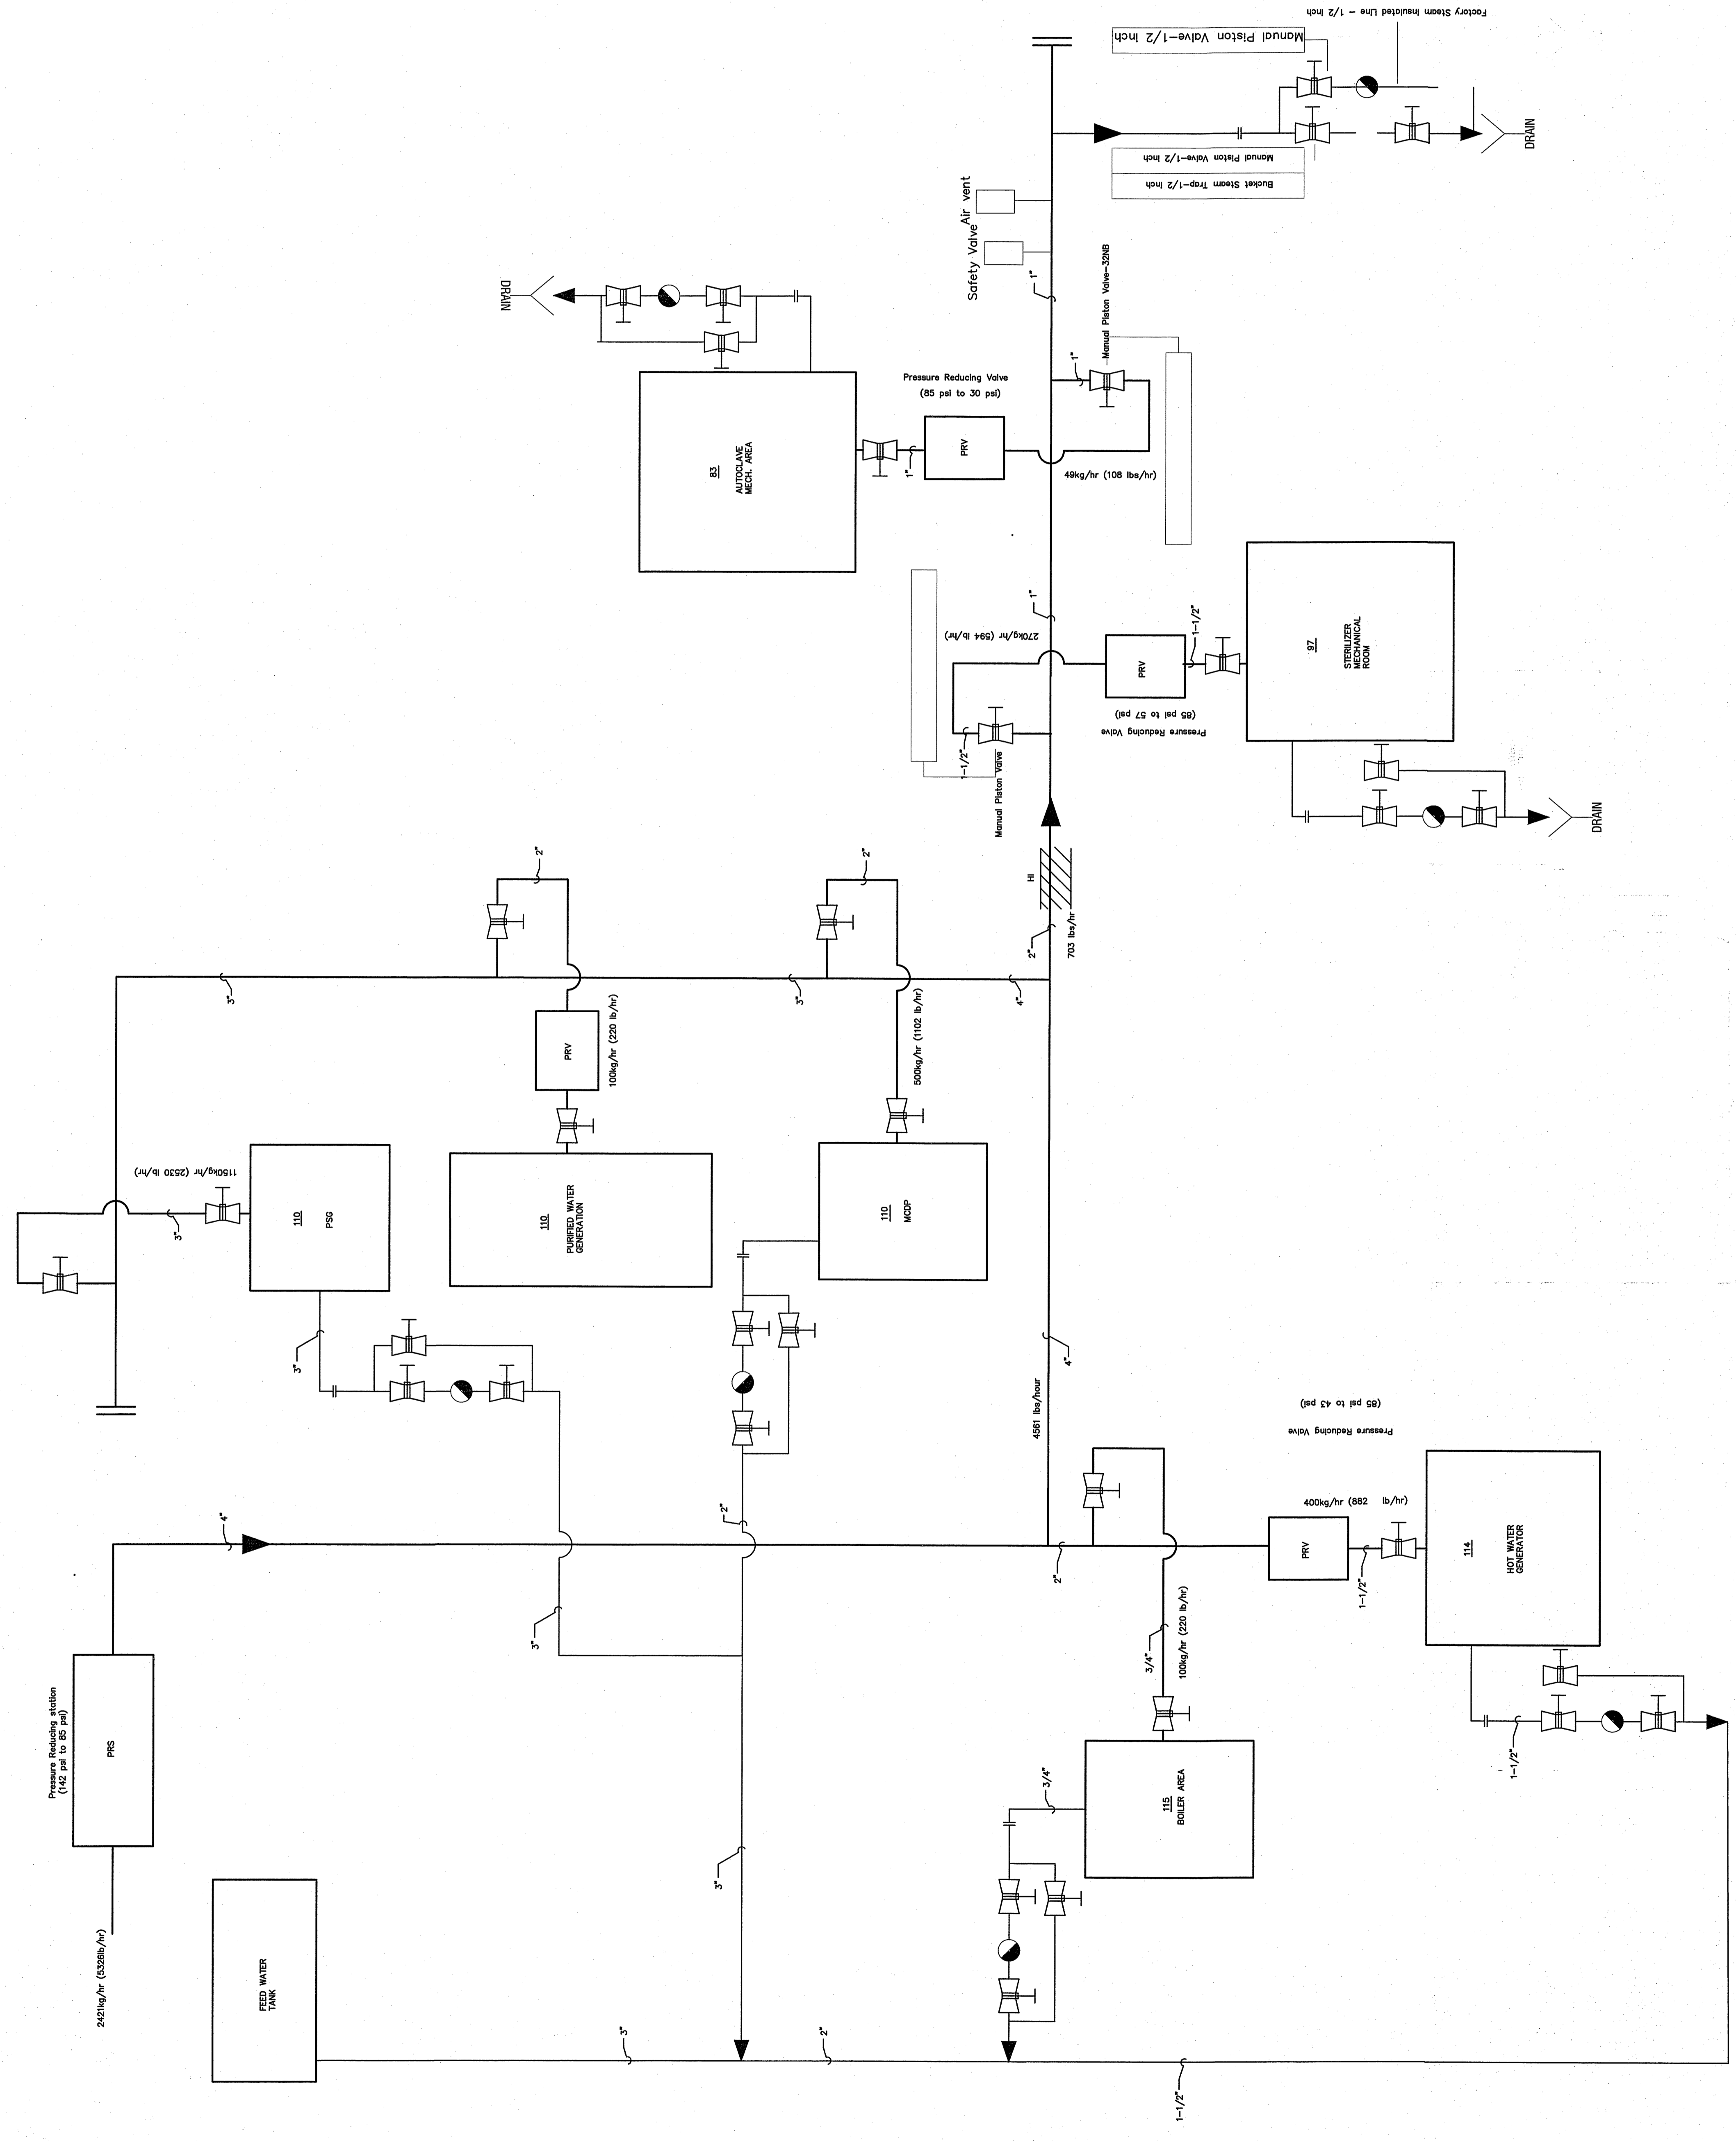 Factory Steam Insulated Line - 1/2 Inch
Manual Piston Valve-1/2 inch
DRAIN
Manual Piston Valve-1/2 Inch
Bucket Steam Trap-1/2 Inch
Air vent
Safety Valve
1"
Manual Piston Valve-32NB
DRAIN
1"
Pressure Reducing Valve
(85 psi to 30 psi)
83
AUTOCLAVE
MECH. AREA
1"
PRV
49kg/hr (108 lbs/hr)
1"
270kg/hr (594 lb/hr)
1-1/2"
PRV
97
STERILIZER
MECHANICAL
ROOM
(85 psi to 57 psi)
Pressure Reducing Valve
1-1/2"
Manual Piston Valve
DRAIN
2"
2"
HI
2"
703 lbs/hr
3"
3"
4"
PRV
100kg/hr (220 lb/hr)
500kg/hr (1102 lb/hr)
1150kg/hr (2530 lb/hr)
3"
110
PSG
110
PURIFIED WATER
GENERATION
110
MCDP
3"
4"
4561 lbs/hour
(85 psi to 43 psi)
Pressure Reducing Valve
4"
2"
2"
400kg/hr (882 lb/hr)
PRV
1-1/2"
114
HOT WATER
GENERATOR
3"
3/4"
100kg/hr (220 lb/hr)
Pressure Reducing station
(142 psi to 85 psi)
PRS
1-1/2"
3/4"
115
BOILER AREA
3"
2421kg/hr (5326lb/hr)
FEED WATER
TANK
3"
2"
1-1/2"